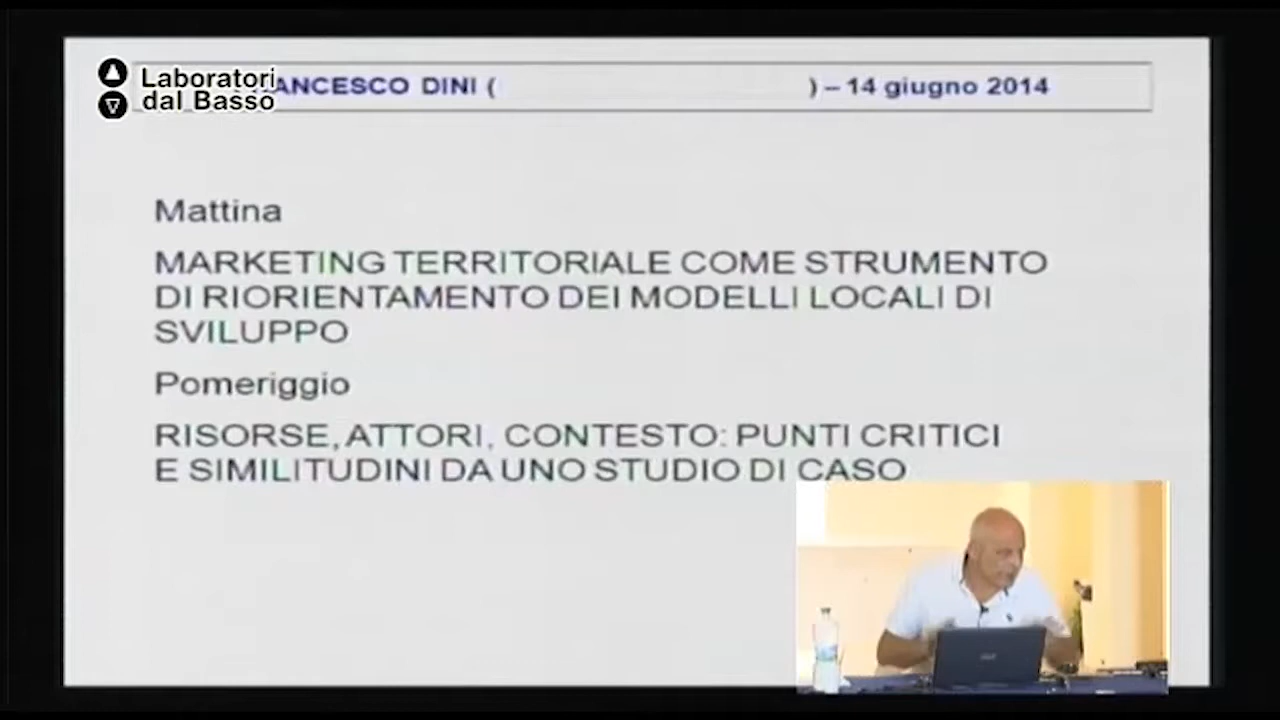 Laboratori
dal Basso
ANCESCO DINI ( ) – 14 giugno 2014
Mattina
MARKETING TERRITORIALE COME STRUMENTO
DI RIORIENTAMENTO DEI MODELLI LOCALI DI
SVILUPPO
Pomeriggio
RISORSE, ATTORI, CONTESTO: PUNTI CRITICI
E SIMILITUDINI DA UNO STUDIO DI CASO